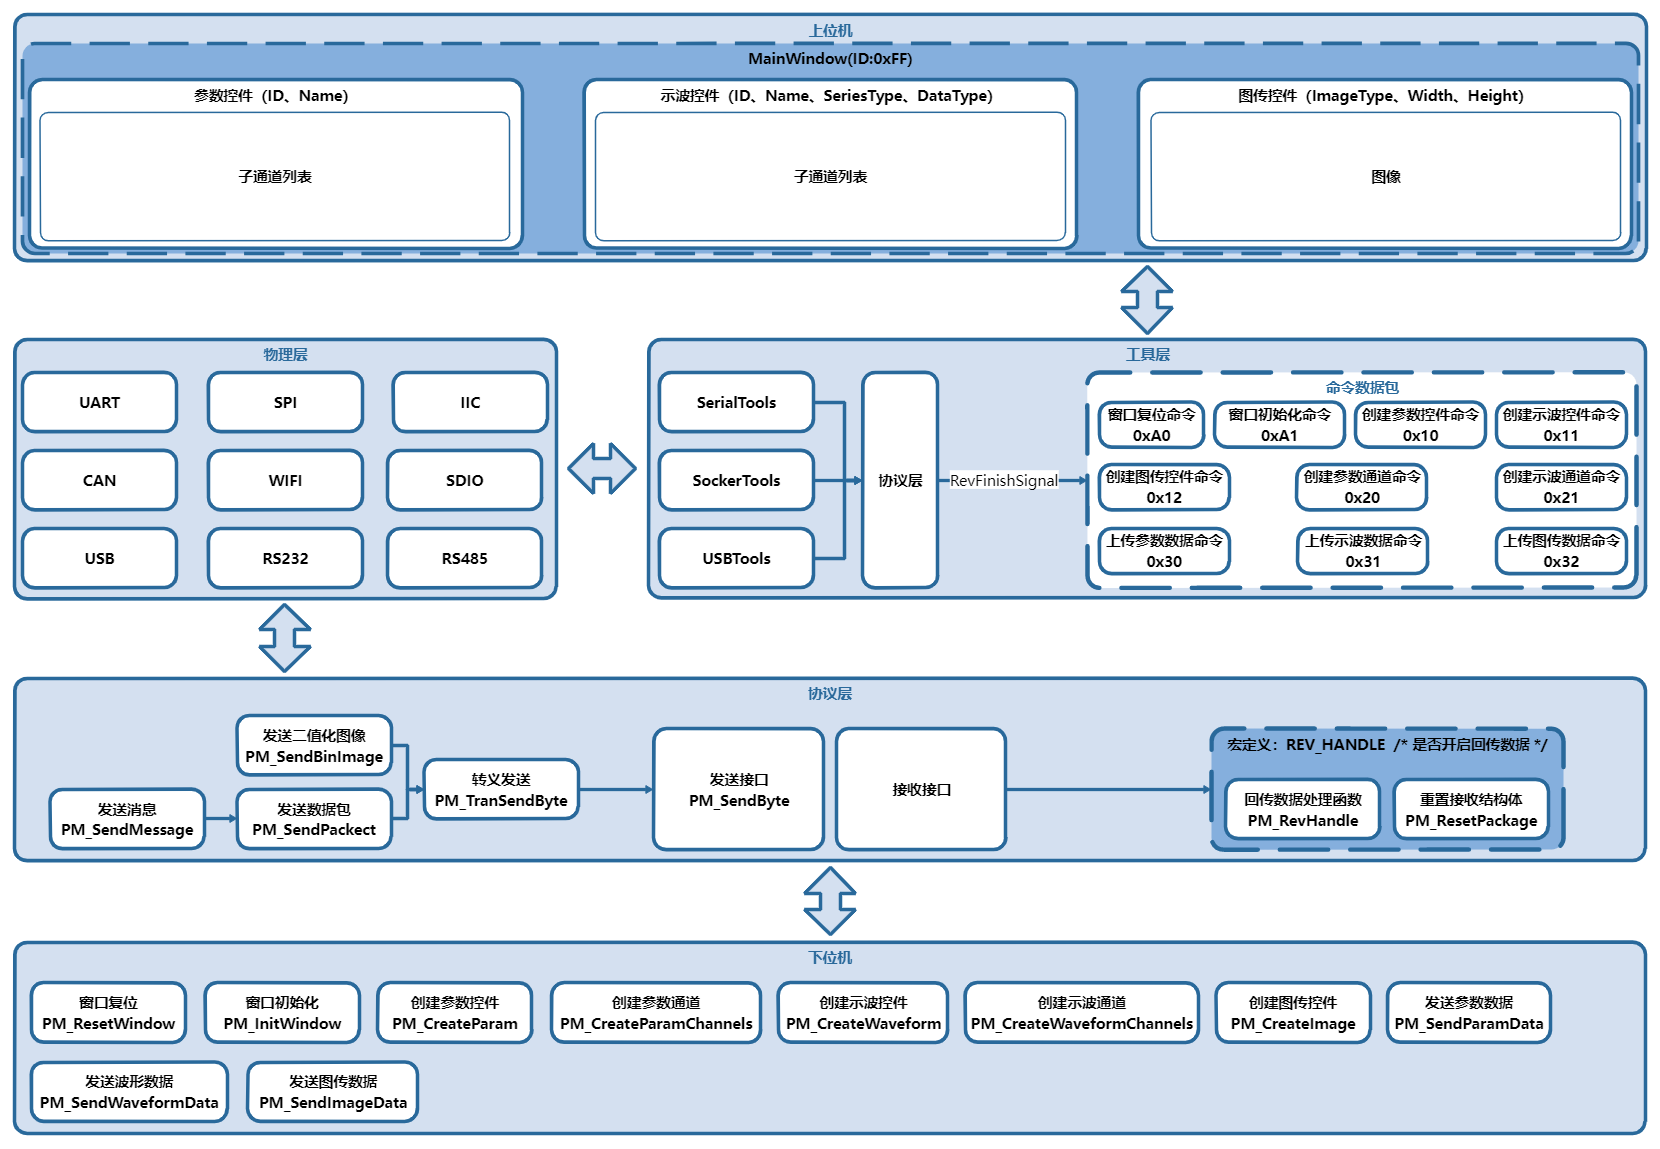 上位机
MainWindow(ID:0xFF)
参数控件（ID、Name）
子通道列表
示波控件（ID、Name、SeriesType、DataType）
子通道列表
图传控件（ImageType、Width、Height）
图像
物理层
UART
SPI
IIC
CAN
WIFI
SDIO
USB
RS232
RS485
工具层
SerialTools
SockerTools
USBTools
协议层
RevFinishSignal
命令数据包
窗口复位命令
0xA0
窗口初始化命令
0xA1
创建参数控件命令
0x10
创建示波控件命令
0x11
创建图传控件命令
0x12
创建参数通道命令
0x20
创建示波通道命令
0x21
上传参数数据命令
0x30
上传示波数据命令
0x31
上传图传数据命令
0x32
协议层
发送二值化图像
PM_SendBinImage
发送消息
PM_SendMessage
发送数据包
PM_SendPackect
转义发送
PM_TranSendByte
发送接口
PM_SendByte
接收接口
宏定义：REV_HANDLE /* 是否开启回传数据 */
回传数据处理函数
PM_RevHandle
重置接收结构体
PM_ResetPackage
下位机
窗口复位
PM_ResetWindow
窗口初始化
PM_InitWindow
创建参数控件
PM_CreateParam
创建参数通道
PM_CreateParamChannels
创建示波控件
PM_CreateWaveform
创建示波通道
PM_CreateWaveformChannels
创建图传控件
PM_CreateImage
发送参数数据
PM_SendParamData
发送波形数据
PM_SendWaveformData
发送图传数据
PM_SendImageData